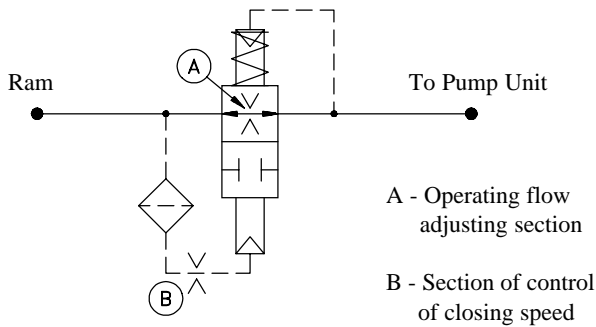 A
Ram
To Pump Unit
A - Operating flow
adjusting section
B
B - Section of control
of closing speed